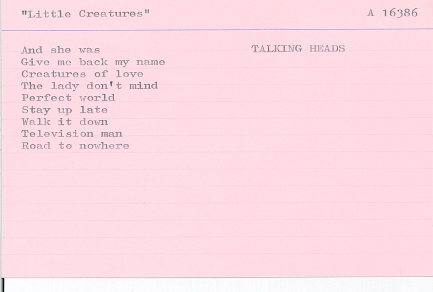 "Little Creatures" A 16386
And she was TALKING HEADS
Give me back my name
Creatures of love
The lady don't mind
Perfect world
Stay up late
Walk it down
Television man
Road to nowhere